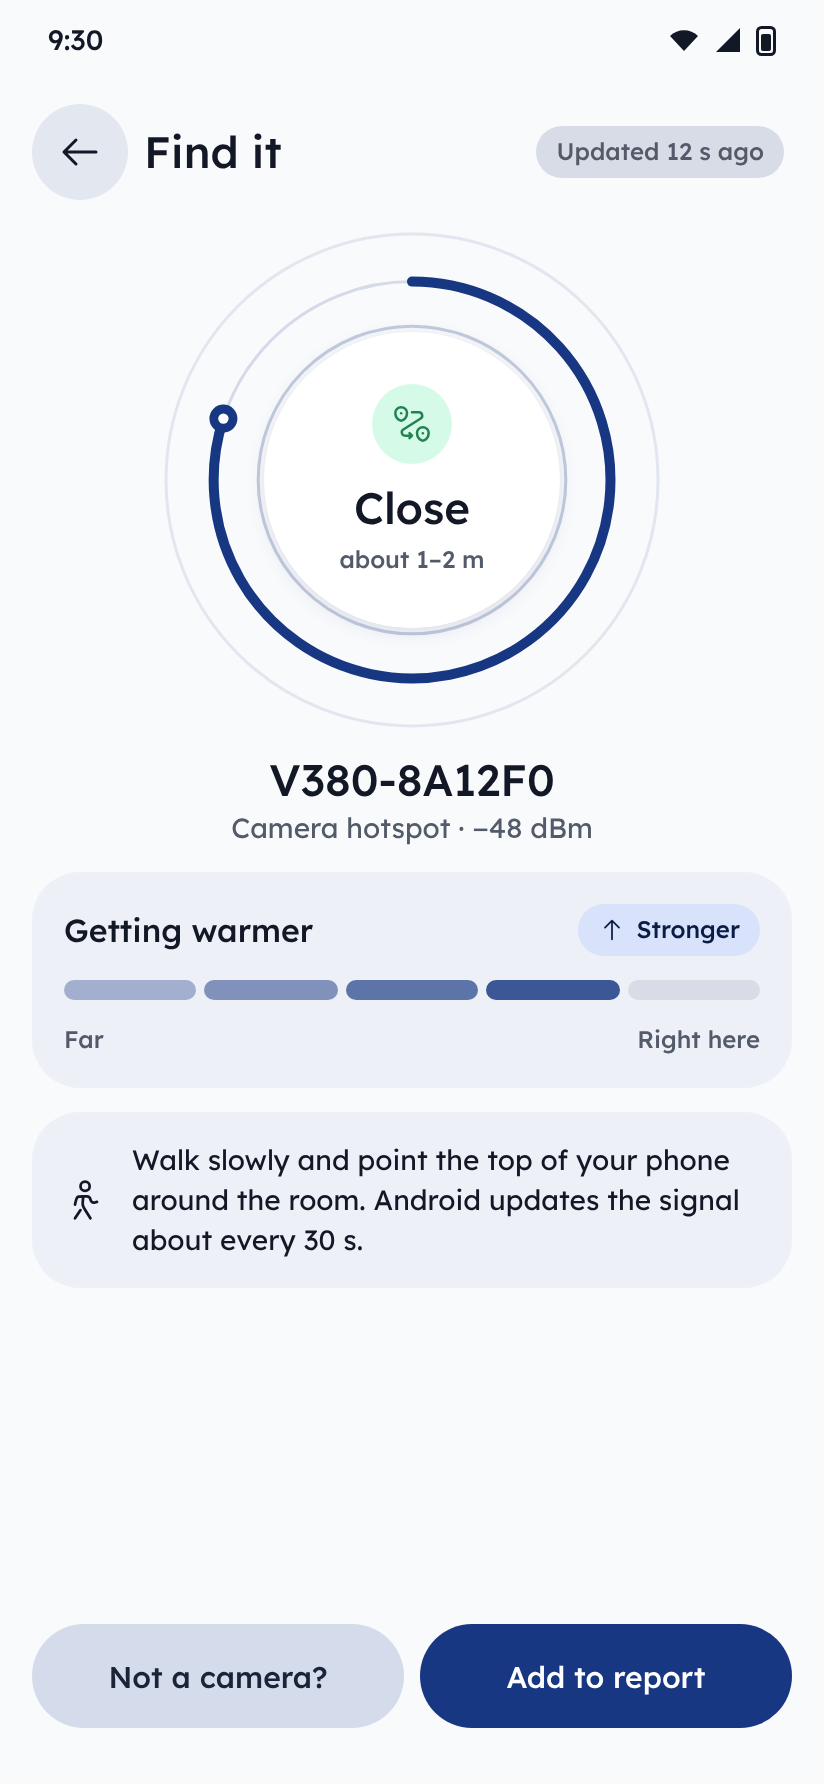 9:30
Find it
Updated 12 s ago
Close
about 1–2 m
V380-8A12F0
Camera hotspot · −48 dBm
Getting warmer
Stronger
Far
Right here
Walk slowly and point the top of your phone
around the room. Android updates the signal
about every 30 s.
Not a camera?
Add to report